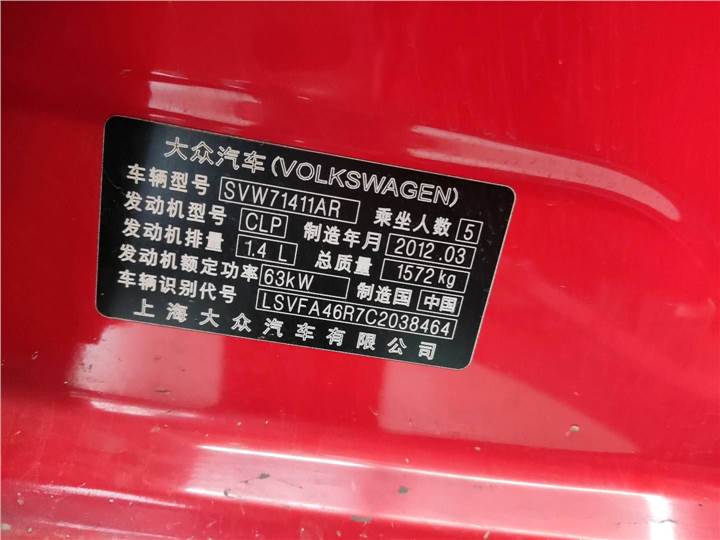 大众汽车(VOLKSWAGEN)
车辆型号 SVW71411AR 乘坐人数 5
发动机型号 CLP 制造年月 2012.03
发动机排量 1.4 L 总质量 1572kg
发动机额定功率 63kW 制造国 中国
车辆识别代号 LSVFA46R7C2038464
上海大众汽车有限公司